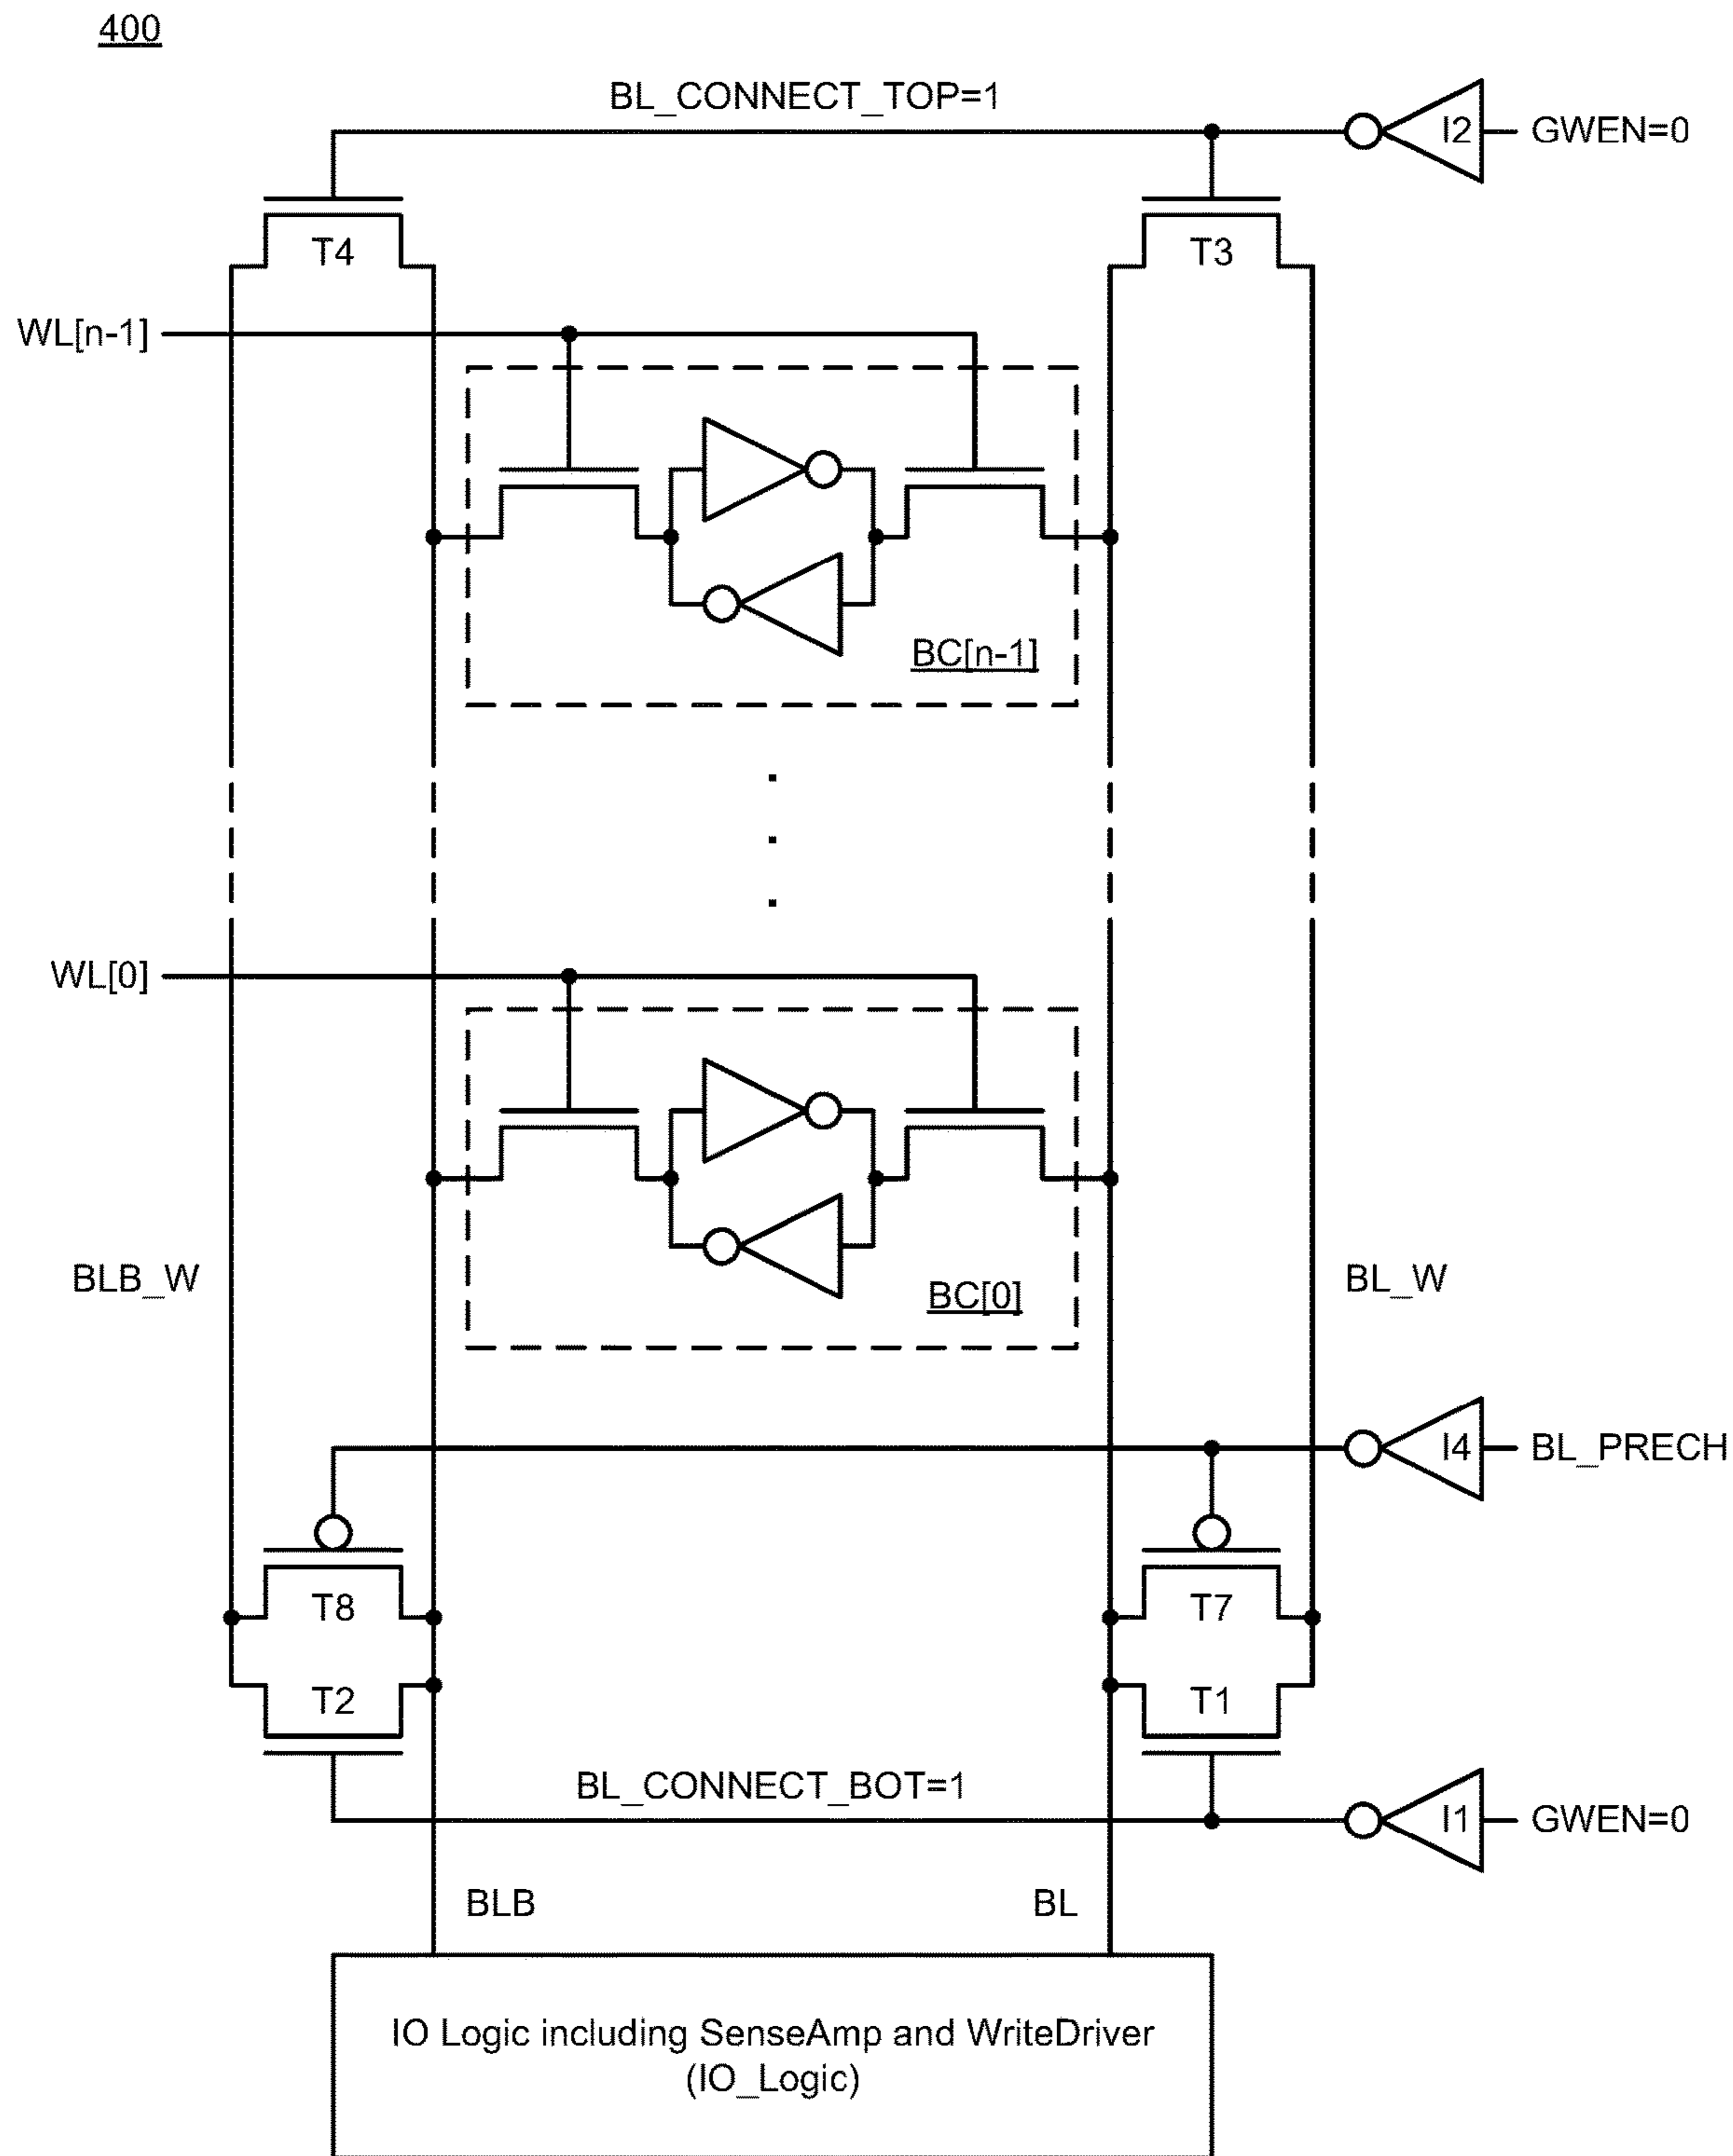 400
BL_CONNECT_TOP=1
I2
GWEN=0
T4
T3
WL[n-1]
BC[n-1]
WL[0]
BC[0]
BLB_W
BL_W
I4
BL_PRECH
T8
T7
T2
T1
BL_CONNECT_BOT=1
I1
GWEN=0
BLB
BL
IO Logic including SenseAmp and WriteDriver
(IO_Logic)